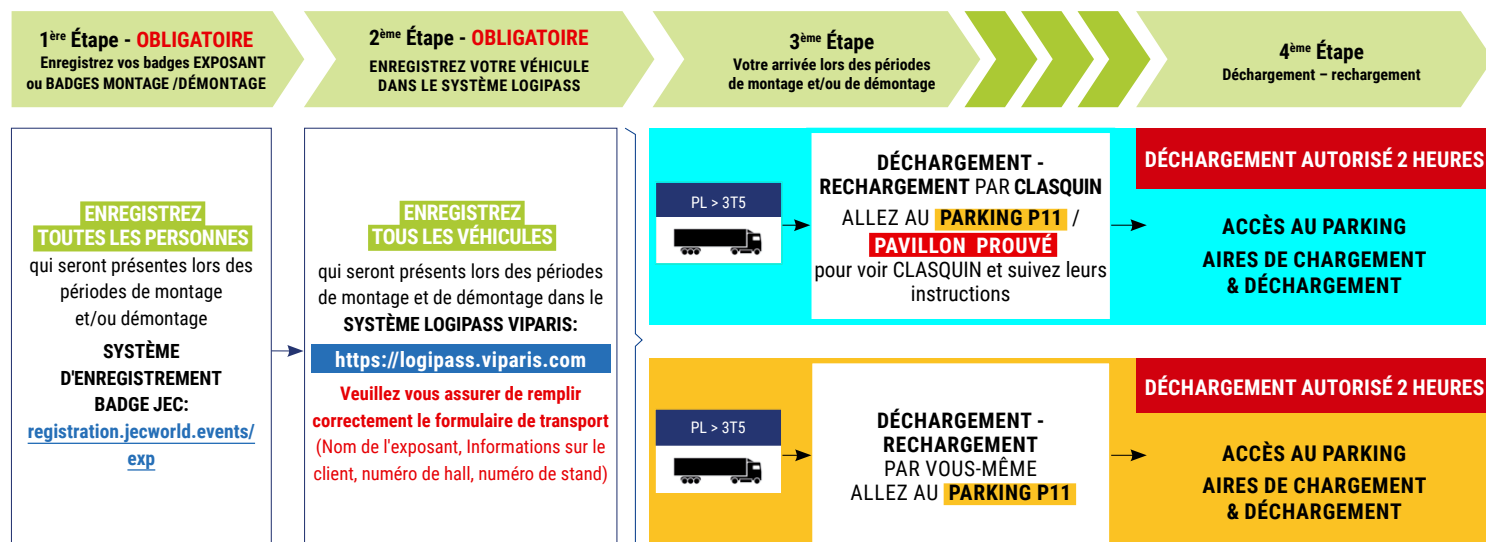 1ère Étape - OBLIGATOIRE
Enregistrez vos badges EXPOSANT
ou BADGES MONTAGE /DÉMONTAGE
2ème Étape - OBLIGATOIRE
ENREGISTREZ VOTRE VÉHICULE
DANS LE SYSTÈME LOGIPASS
3ème Étape
Votre arrivée lors des périodes
de montage et/ou de démontage
4ème Étape
Déchargement – rechargement
ENREGISTREZ
TOUTES LES PERSONNES
qui seront présentes lors des
périodes de montage
et/ou démontage
SYSTÈME
D'ENREGISTREMENT
BADGE JEC:
registration.jecworld.events/
exp
ENREGISTREZ
TOUS LES VÉHICULES
qui seront présents lors des périodes
de montage et de démontage dans le
SYSTÈME LOGIPASS VIPARIS:
https://logipass.viparis.com
Veuillez vous assurer de remplir
correctement le formulaire de transport
(Nom de l'exposant, Informations sur le
client, numéro de hall, numéro de stand)
PL > 3T5
DÉCHARGEMENT -
RECHARGEMENT PAR CLASQUIN
ALLEZ AU PARKING P11 /
PAVILLON PROUVÉ
pour voir CLASQUIN et suivez leurs
instructions
DÉCHARGEMENT AUTORISÉ 2 HEURES
ACCÈS AU PARKING
AIRES DE CHARGEMENT
& DÉCHARGEMENT
PL > 3T5
DÉCHARGEMENT -
RECHARGEMENT
PAR VOUS-MÊME
ALLEZ AU PARKING P11
DÉCHARGEMENT AUTORISÉ 2 HEURES
ACCÈS AU PARKING
AIRES DE CHARGEMENT
& DÉCHARGEMENT